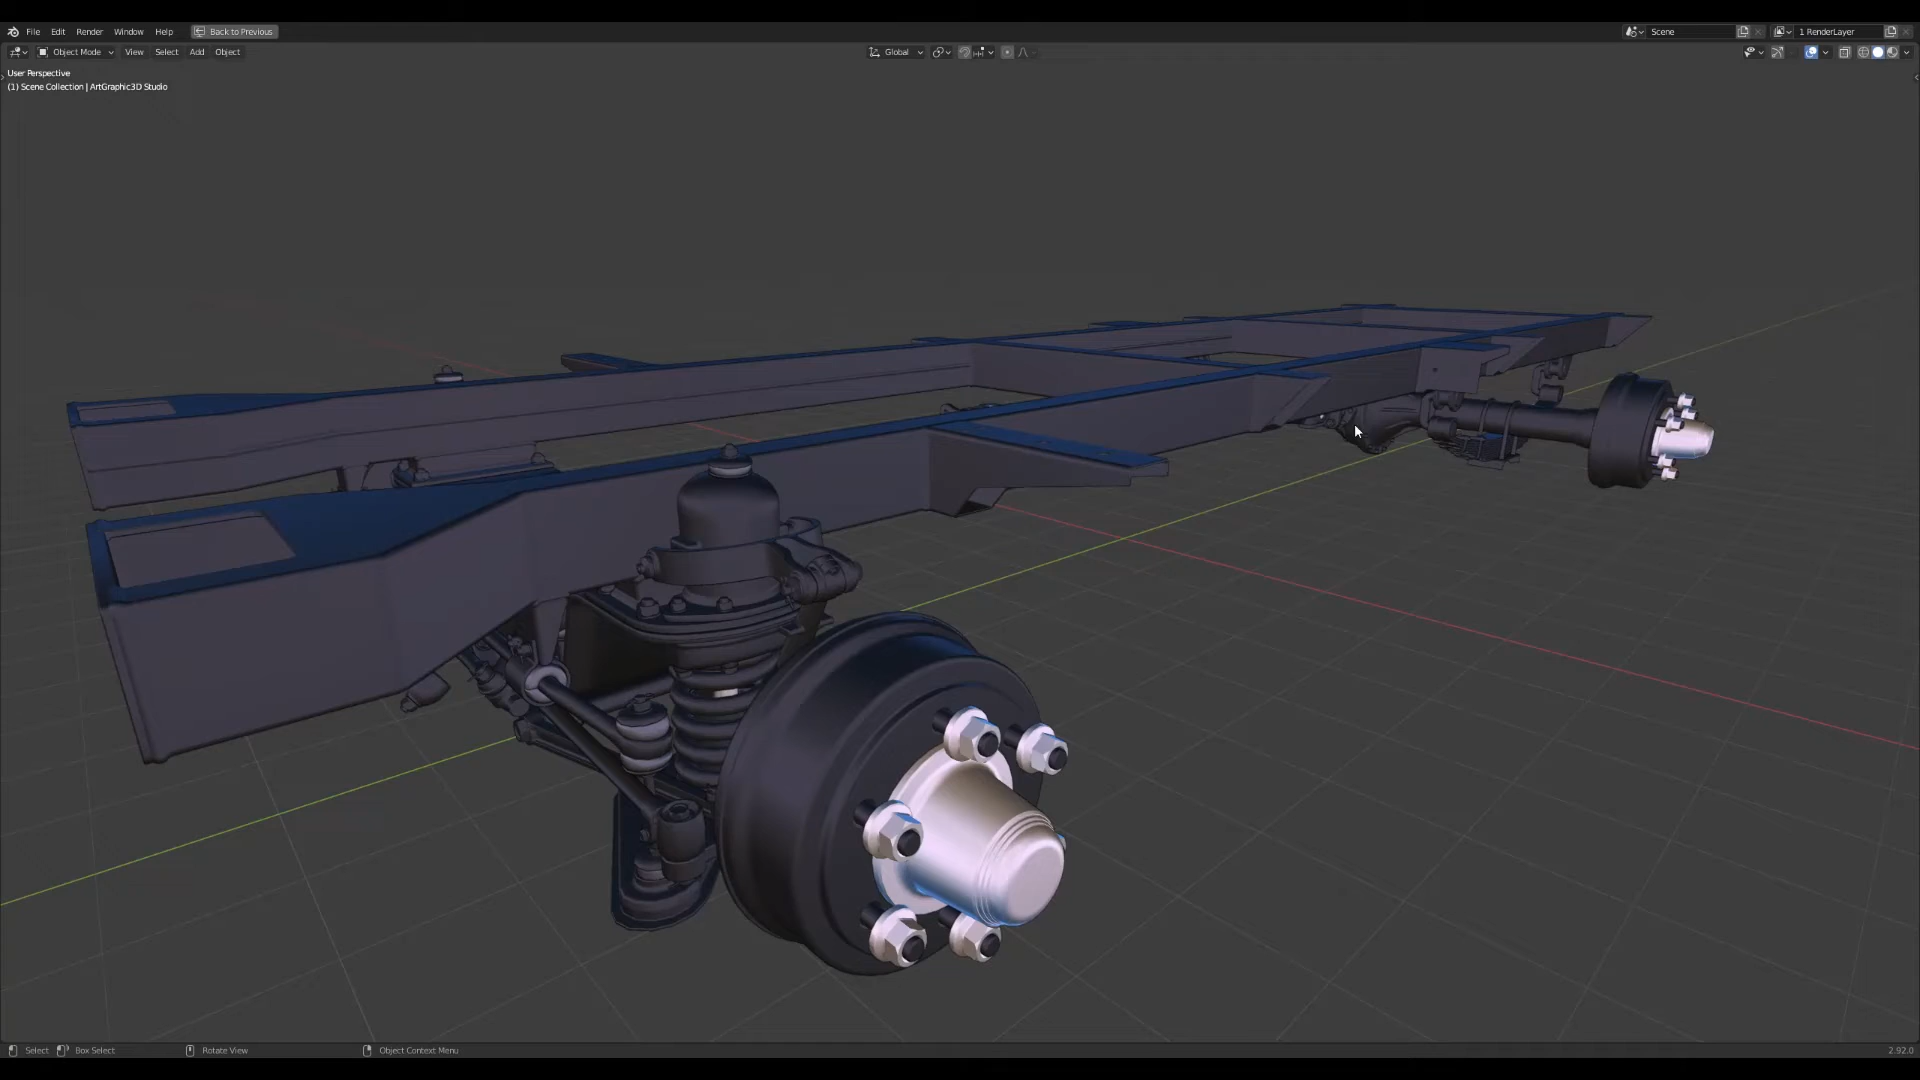 File Edit Render Window Help Back to Previous Scene 1 RenderLayer
Object Mode View Select Add Object Global
User Perspective
(1) Scene Collection | ArtGraphic3D Studio
Select Box Select Rotate View Object Context Menu 2.92.0